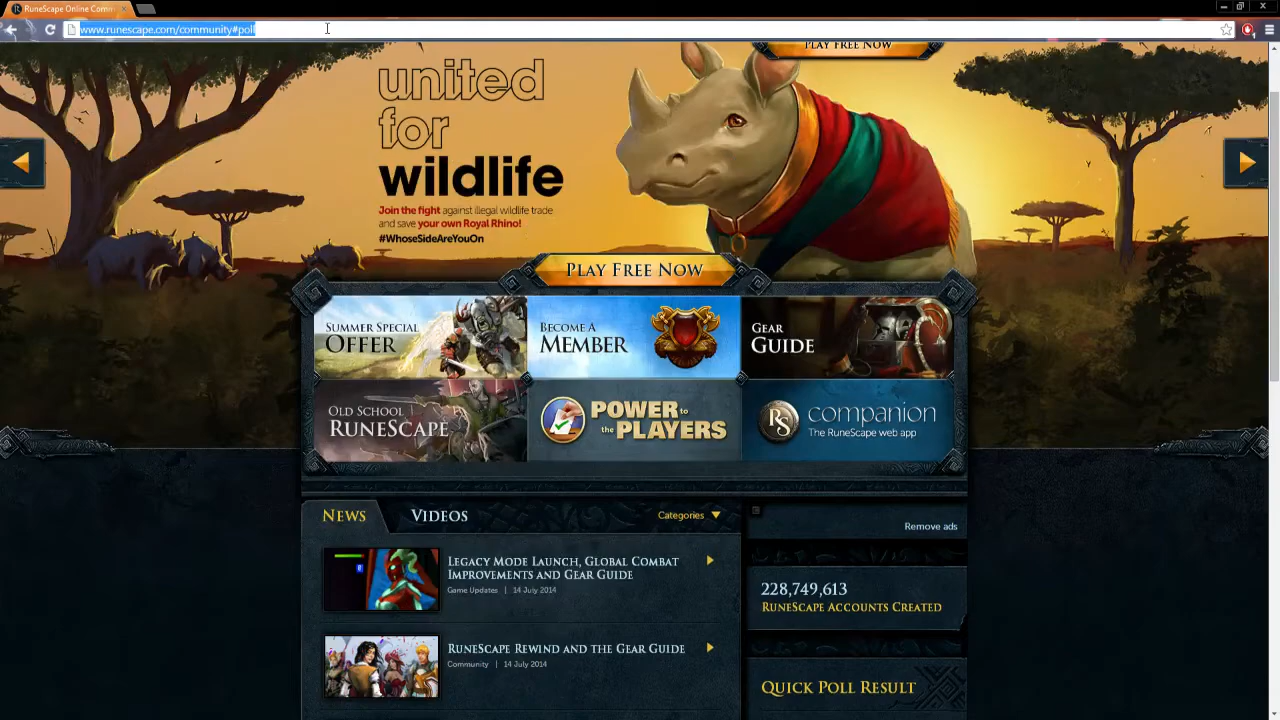 RuneScape Online Comm
www.runescape.com/community#poll
PLAY FREE NOW
united
for
wildlife
Join the fight against illegal wildlife trade
and save your own Royal Rhino!
#WhoseSideAreYouOn
PLAY FREE NOW
SUMMER SPECIAL
OFFER
BECOME A
MEMBER
GEAR
GUIDE
OLD SCHOOL
RUNESCAPE
POWER to
the PLAYERS
RS
companion
The RuneScape web app
NEWS
VIDEOS
Categories
Remove ads
LEGACY MODE LAUNCH, GLOBAL COMBAT
IMPROVEMENTS AND GEAR GUIDE
Game Updates | 14 July 2014
228,749,613
RUNESCAPE ACCOUNTS CREATED
RUNESCAPE REWIND AND THE GEAR GUIDE
Community | 14 July 2014
QUICK POLL RESULT